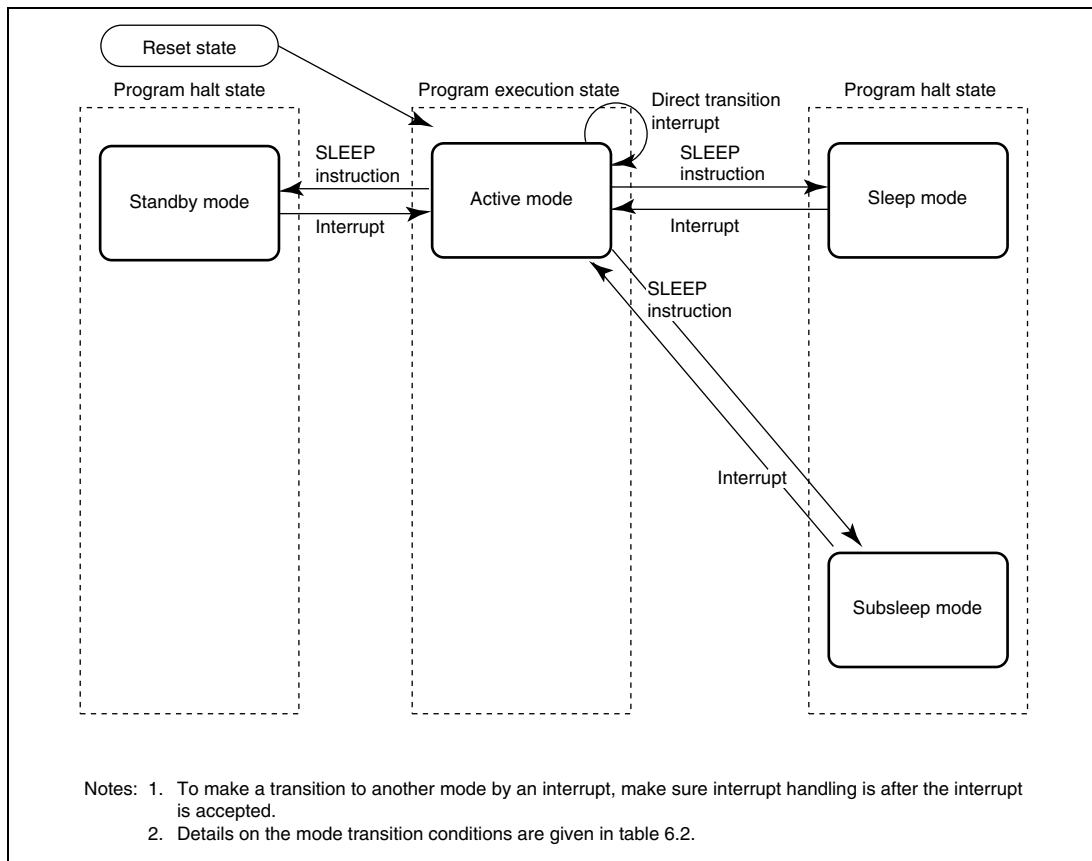 Reset state
Program halt state
Program execution state
Program halt state
Direct transition
interrupt
SLEEP
instruction
SLEEP
instruction
Standby mode
Active mode
Sleep mode
Interrupt
Interrupt
SLEEP
instruction
Interrupt
Subsleep mode
Notes: 1. To make a transition to another mode by an interrupt, make sure interrupt handling is after the interrupt
is accepted.
2. Details on the mode transition conditions are given in table 6.2.